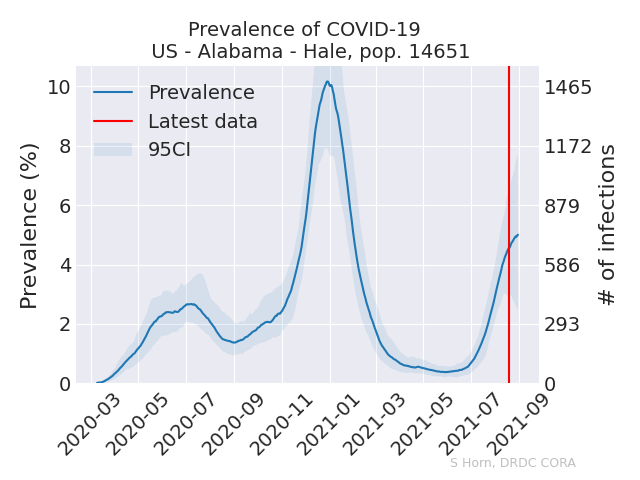 Prevalence of COVID-19
US - Alabama - Hale, pop. 14651
Prevalence
Latest data
95CI
Prevalence (%)
10
8
6
4
2
0
1465
1172
879
586
293
0
# of infections
2020-03
2020-05
2020-07
2020-09
2020-11
2021-01
2021-03
2021-05
2021-07
2021-09
S Horn, DRDC CORA